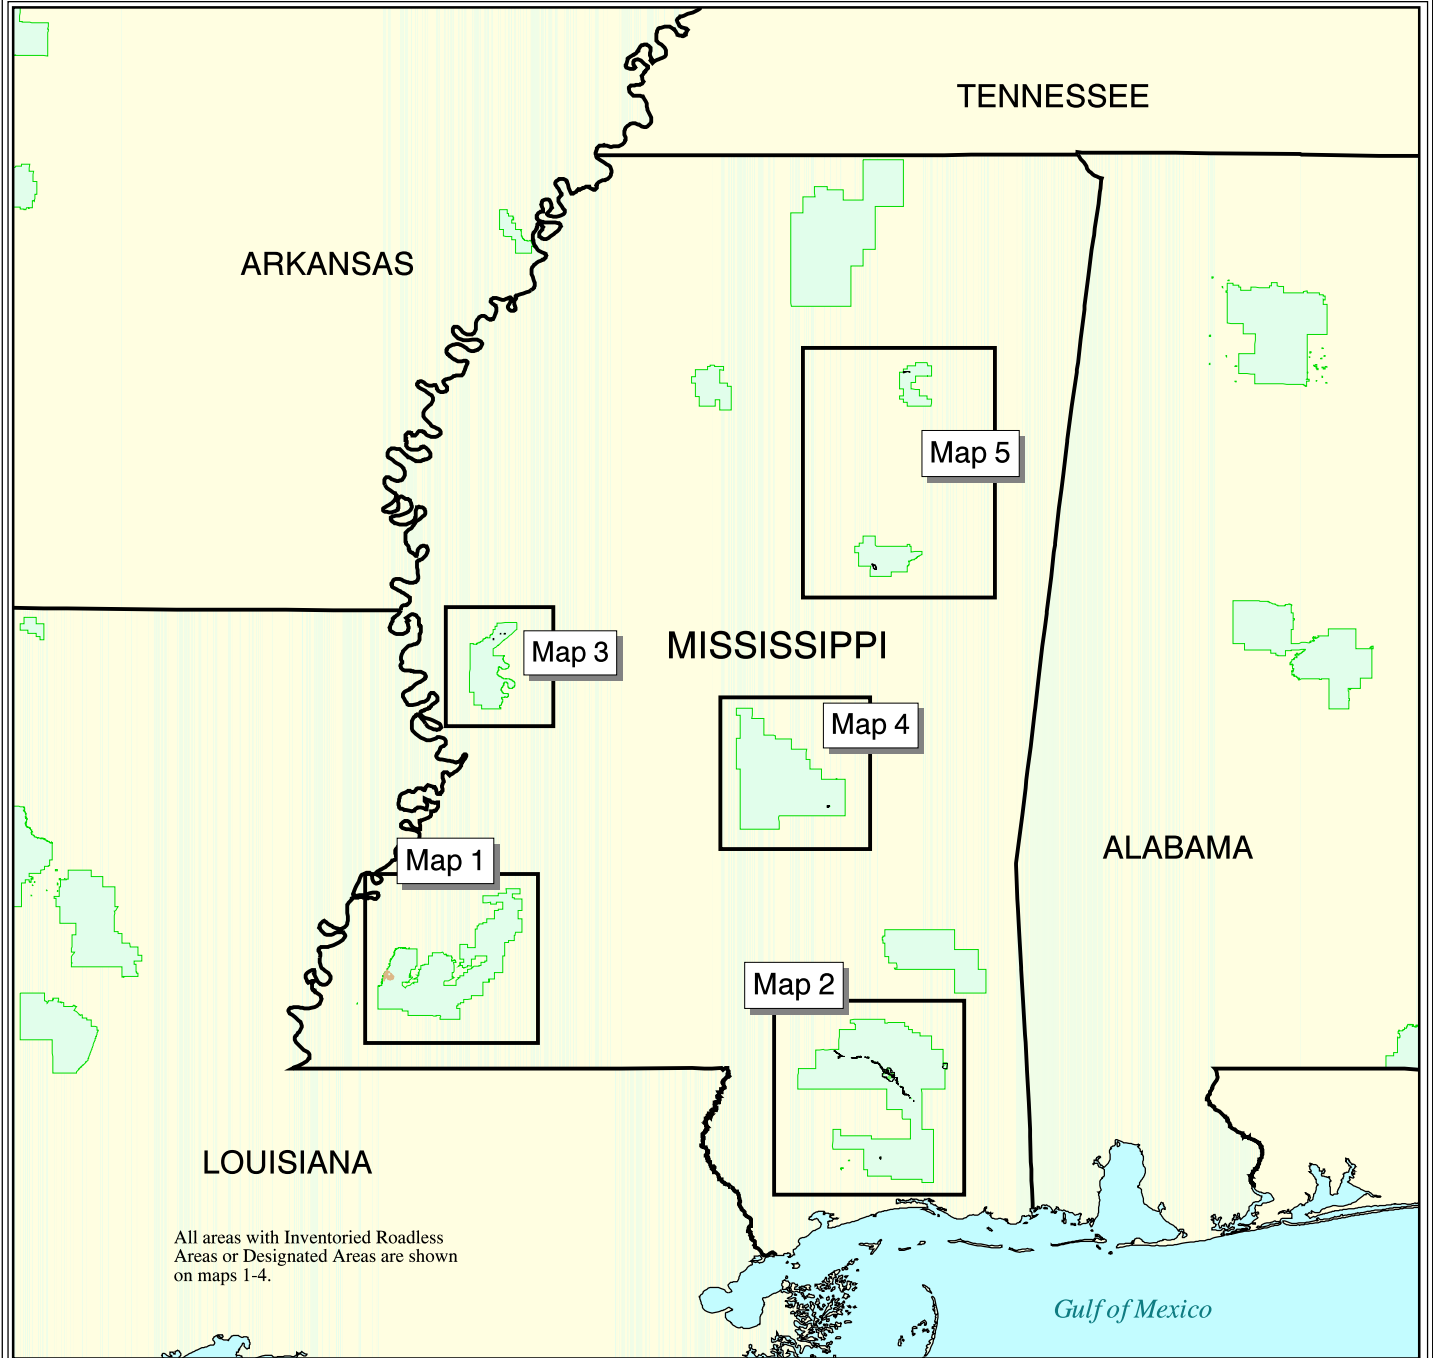 TENNESSEE
ARKANSAS
Map 5
MISSISSIPPI
Map 3
Map 4
ALABAMA
Map 1
Map 2
LOUISIANA
All areas with Inventoried Roadless
Areas or Designated Areas are shown
on maps 1-4.
Gulf of Mexico